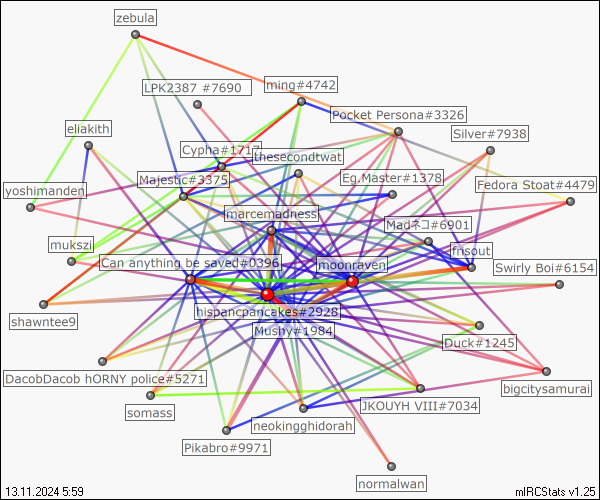 zebula
LPK2387 #7690
ming#4742
Pocket Persona#3326
eliakith
Silver#7938
Cypha#1717
thesecondtwat
Majestic#3375
Eg.Master#1378
Fedora Stoat#4479
yoshimanden
marcemadness
Madネコ#6901
mukszi
fnsout
Can anything be saved#0396
moonraven
Swirly Boi#6154
shawntee9
hispancpancakes#2928
Mushy#1984
Duck#1245
DacobDacob hORNY police#5271
bigcitysamurai
somass
JKOUYH VIII#7034
neokingghidorah
Pikabro#9971
normalwan
13.11.2024 5:59
mIRCStats v1.25